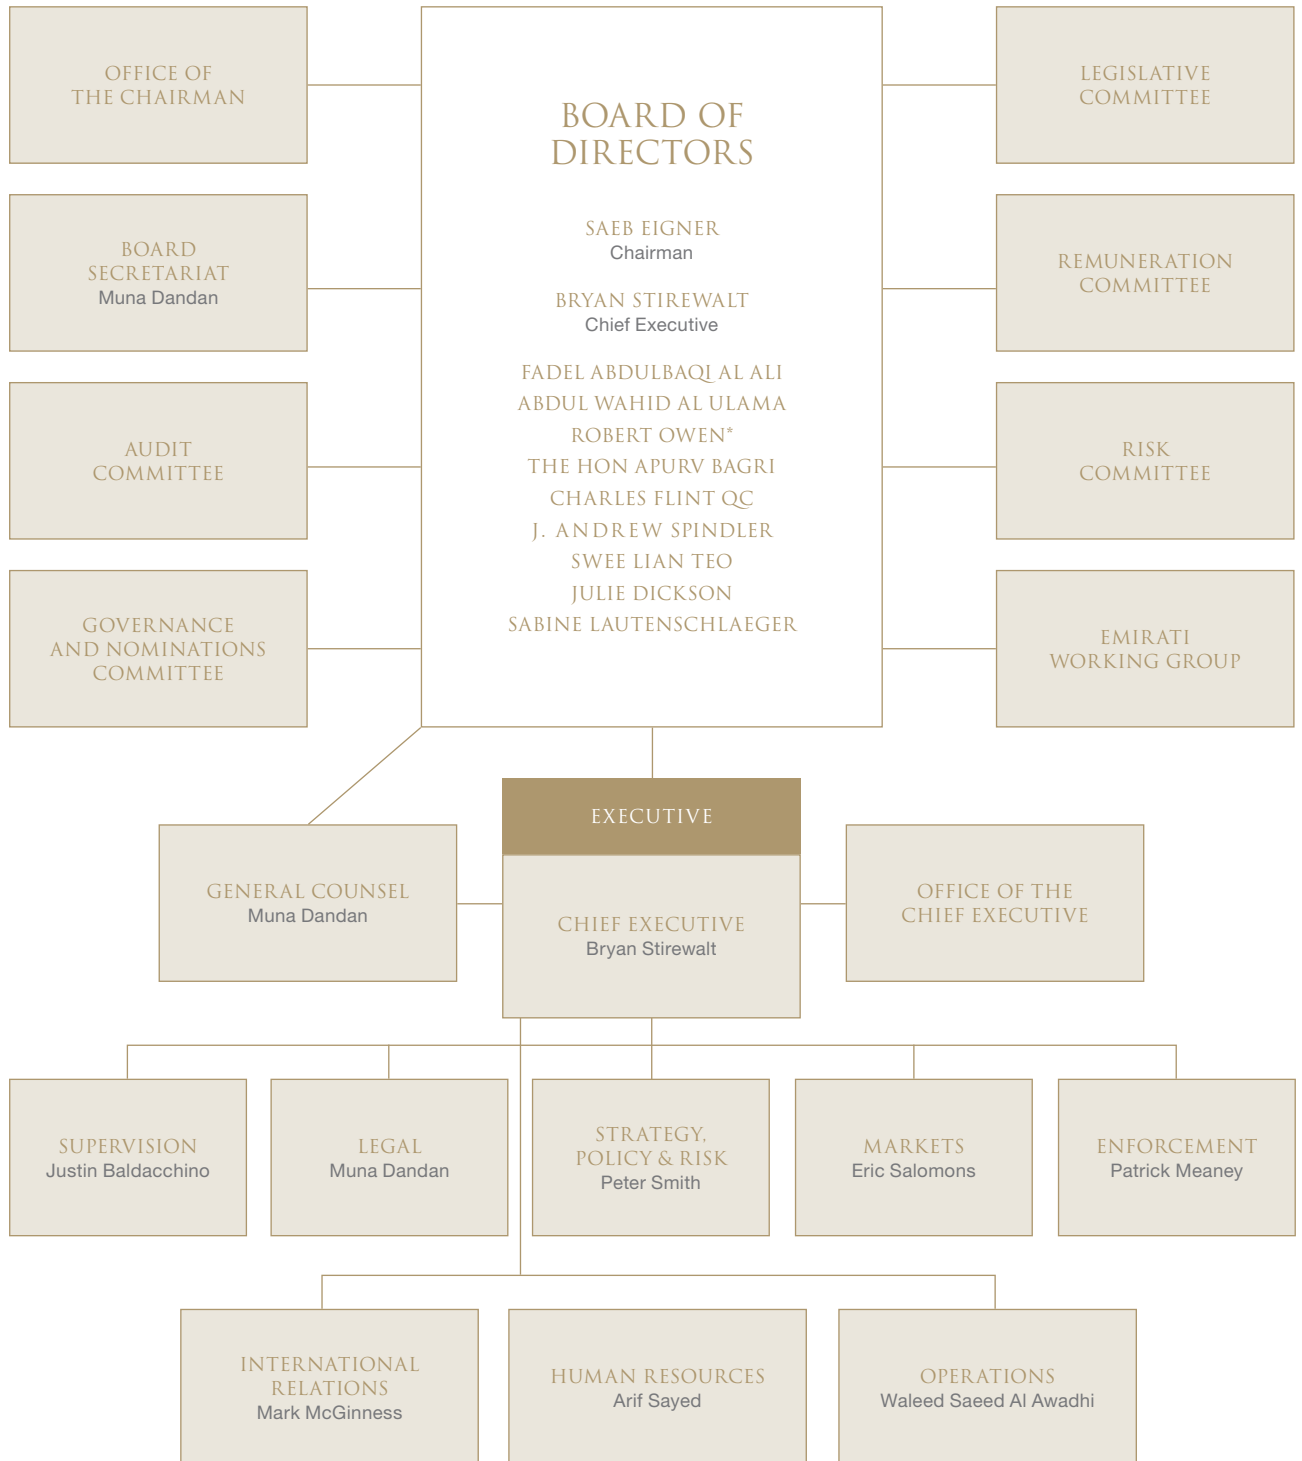 OFFICE OF
THE CHAIRMAN
BOARD
SECRETARIAT
Muna Dandan
AUDIT
COMMITTEE
GOVERNANCE
AND NOMINATIONS
COMMITTEE
BOARD OF
DIRECTORS
SAEB EIGNER
Chairman
BRYAN STIREWALT
Chief Executive
FADEL ABDULBAQI AL ALI
ABDUL WAHID AL ULAMA
ROBERT OWEN*
THE HON APURV BAGRI
CHARLES FLINT QC
J. ANDREW SPINDLER
SWEE LIAN TEO
JULIE DICKSON
SABINE LAUTENSCHLAEGER
LEGISLATIVE
COMMITTEE
REMUNERATION
COMMITTEE
RISK
COMMITTEE
EMIRATI
WORKING GROUP
EXECUTIVE
GENERAL COUNSEL
Muna Dandan
CHIEF EXECUTIVE
Bryan Stirewalt
OFFICE OF THE
CHIEF EXECUTIVE
SUPERVISION
Justin Baldacchino
LEGAL
Muna Dandan
STRATEGY,
POLICY & RISK
Peter Smith
MARKETS
Eric Salomons
ENFORCEMENT
Patrick Meaney
INTERNATIONAL
RELATIONS
Mark McGinness
HUMAN RESOURCES
Arif Sayed
OPERATIONS
Waleed Saeed Al Awadhi